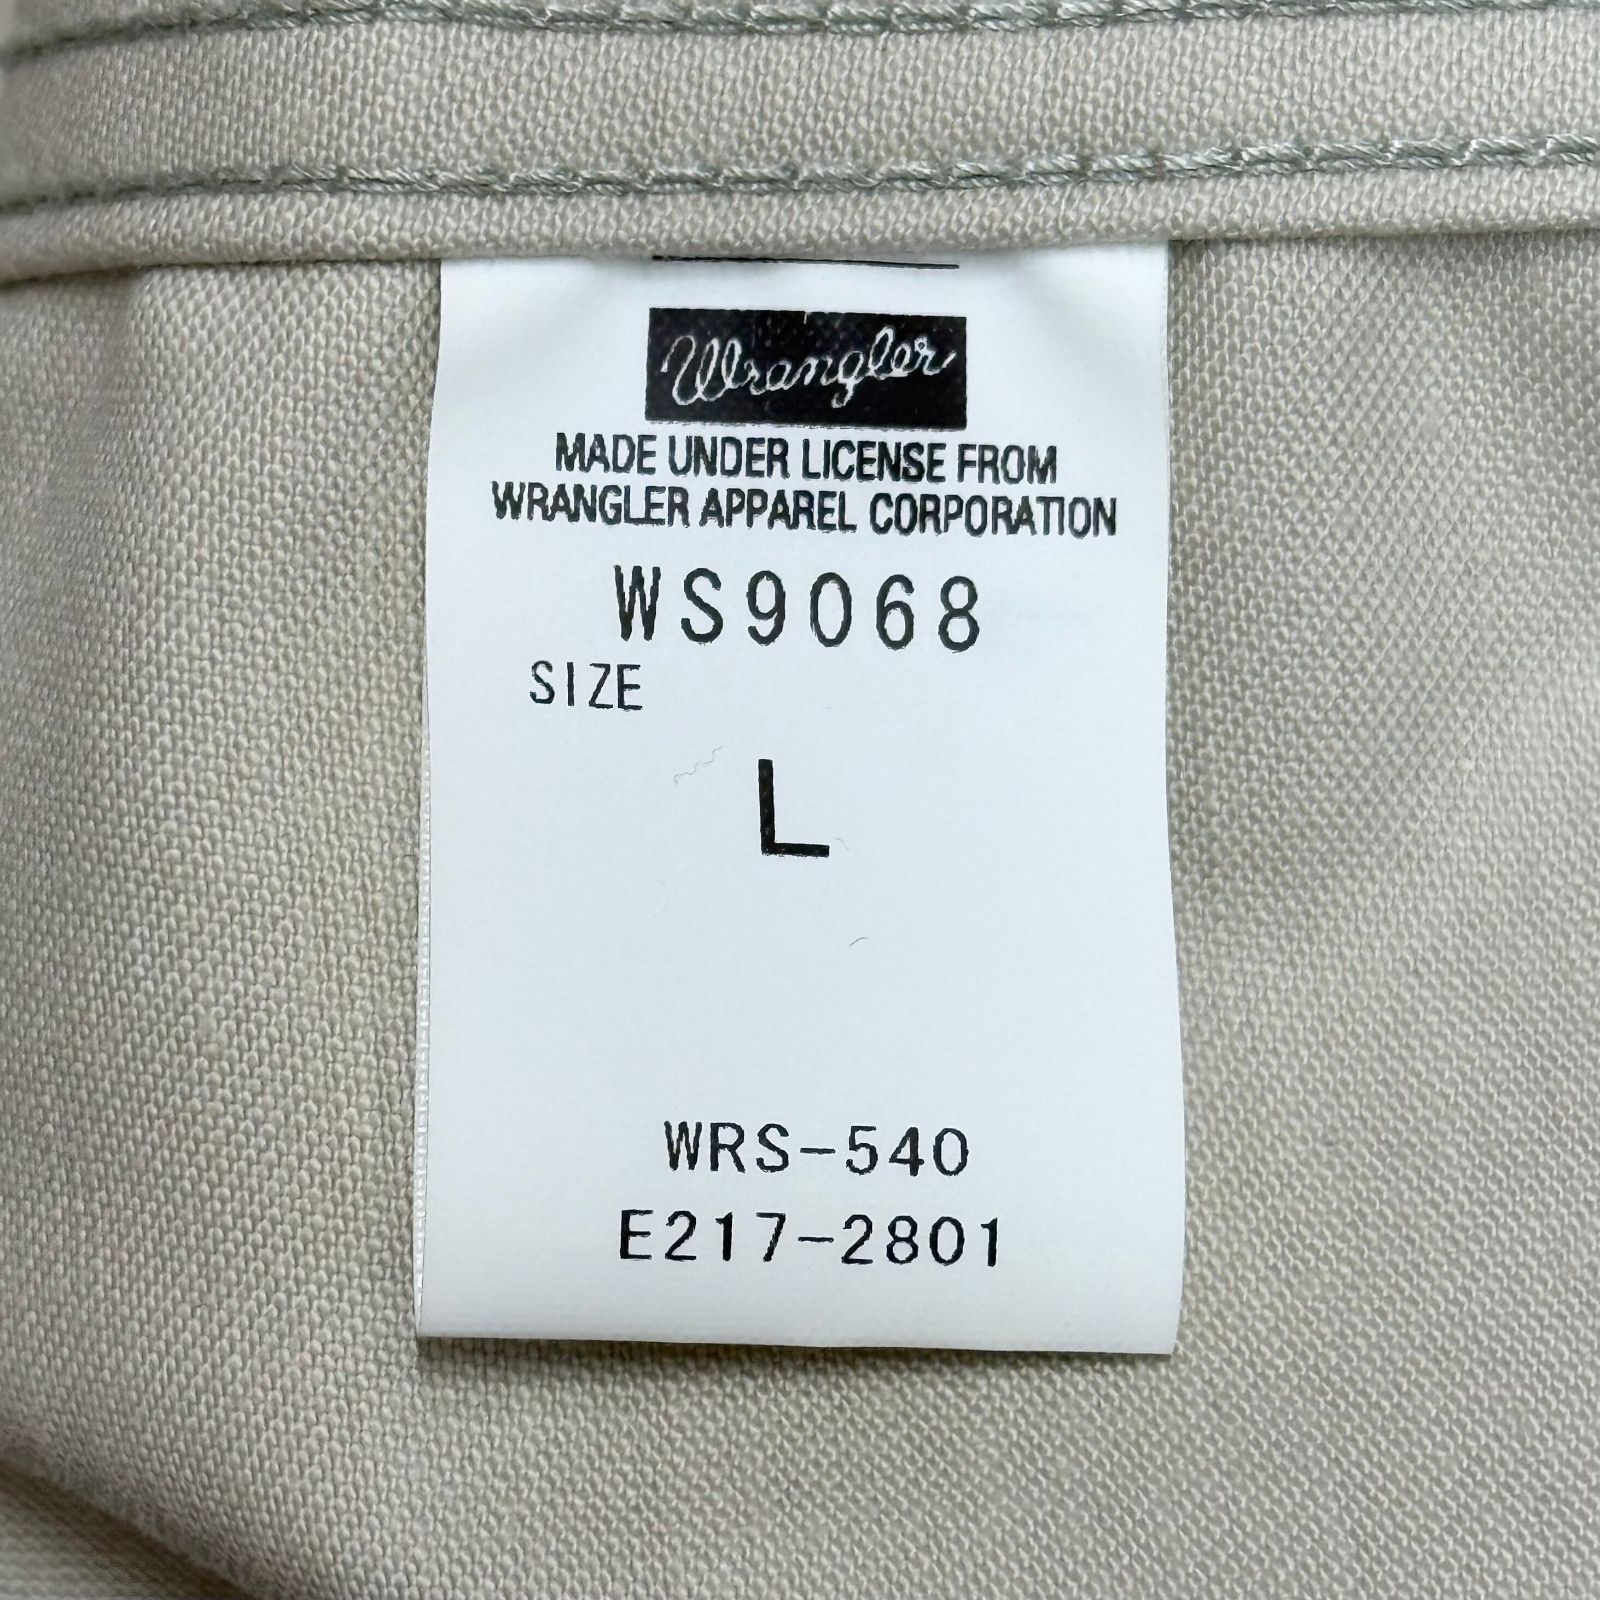 Wrangler
MADE UNDER LICENSE FROM
WRANGLER APPAREL CORPORATION
WS9068
SIZE
L
WRS-540
E217-2801